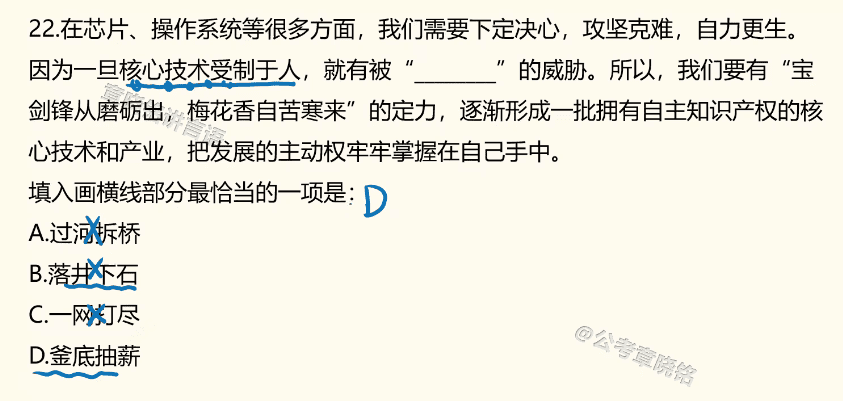 22.在芯片、操作系统等很多方面，我们需要下定决心，攻坚克难，自力更生。
因为一旦核心技术受制于人，就有被“________”的威胁。所以，我们要有“宝
剑锋从磨砺出，梅花香自苦寒来”的定力，逐渐形成一批拥有自主知识产权的核
心技术和产业，把发展的主动权牢牢掌握在自己手中。
填入画横线部分最恰当的一项是：D
A.过河拆桥
B.落井下石
C.一网打尽
D.釜底抽薪
@公考章晓铭